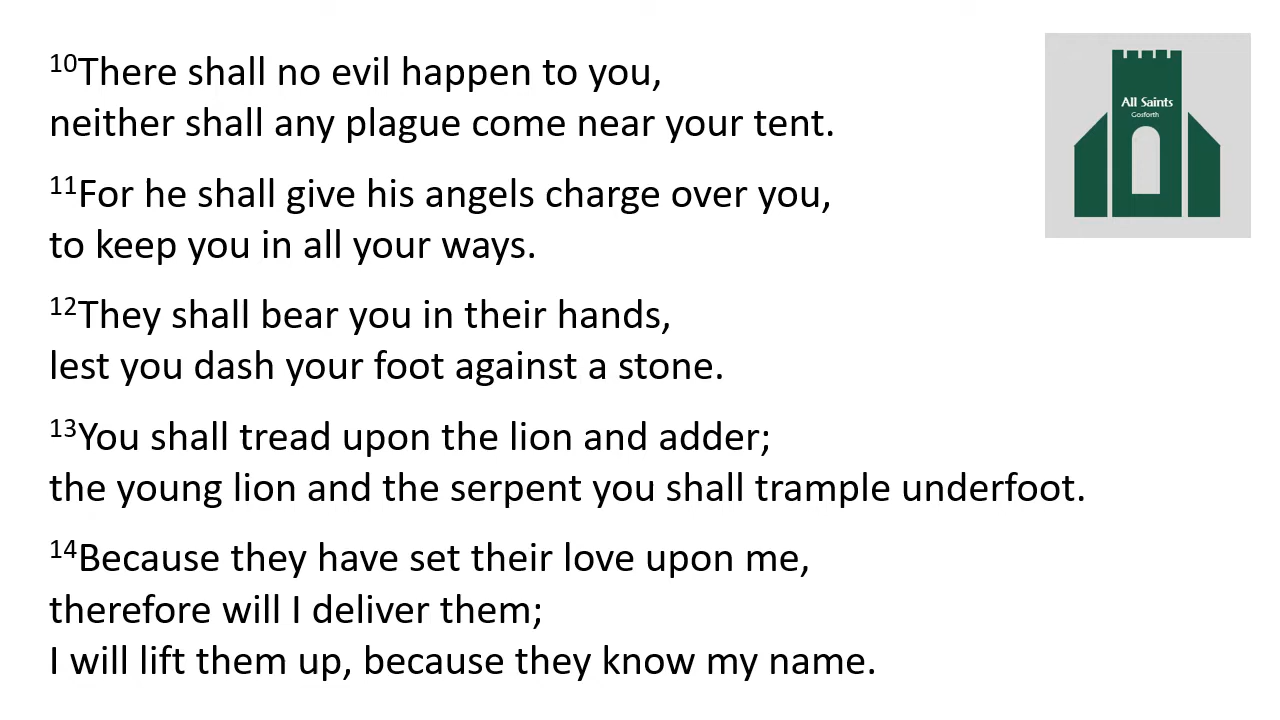 10There shall no evil happen to you,
neither shall any plague come near your tent.
11For he shall give his angels charge over you,
to keep you in all your ways.
12They shall bear you in their hands,
lest you dash your foot against a stone.
13You shall tread upon the lion and adder;
the young lion and the serpent you shall trample underfoot.
14Because they have set their love upon me,
therefore will I deliver them;
I will lift them up, because they know my name.
All Saints
Gosforth